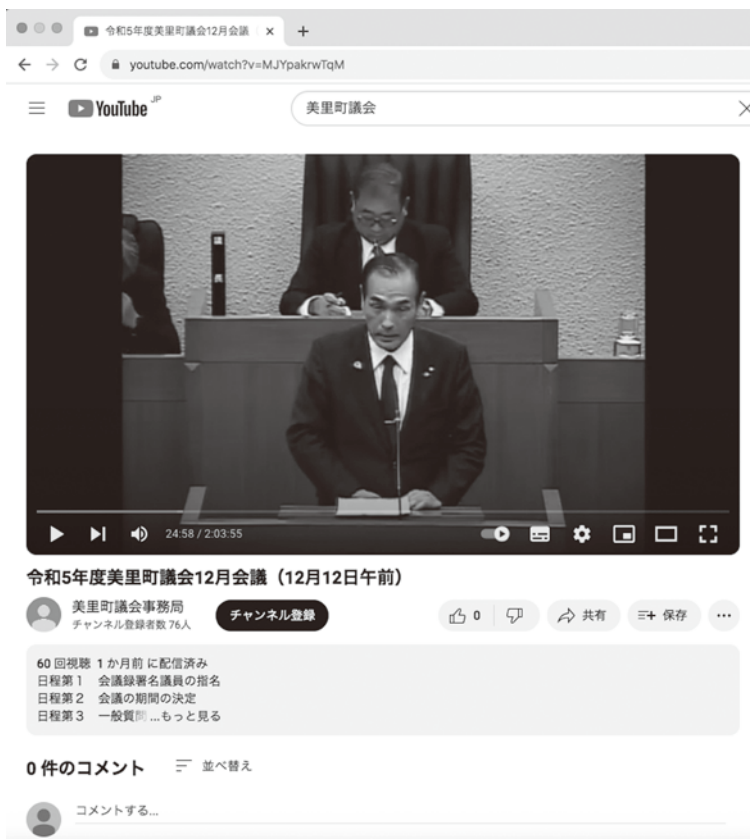 令和5年度美里町議会12月会議
youtube.com/watch?v=MJYpakrwTqM
YouTube JP
美里町議会
議長
24:58 / 2:03:55
令和5年度美里町議会12月会議（12月12日午前）
美里町議会事務局
チャンネル登録者数 76人
チャンネル登録
0
共有
保存
60 回視聴 1 か月前 に配信済み
日程第１　会議録署名議員の指名
日程第２　会議の期間の決定
日程第３　一般質問 ...もっと見る
0 件のコメント
並べ替え
コメントする...